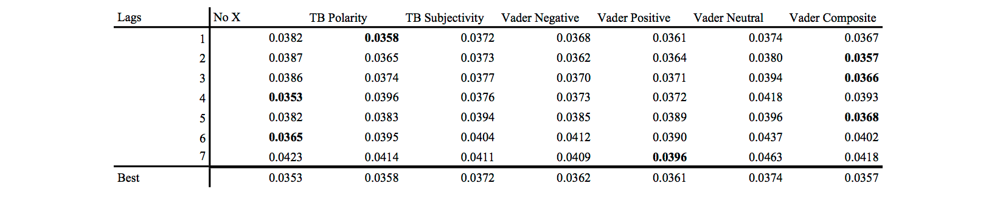 Lags No X TB Polarity TB Subjectivity Vader Negative Vader Positive Vader Neutral Vader Composite
1 0.0382 0.0358 0.0372 0.0368 0.0361 0.0374 0.0367
2 0.0387 0.0365 0.0373 0.0362 0.0364 0.0380 0.0357
3 0.0386 0.0374 0.0377 0.0370 0.0371 0.0394 0.0366
4 0.0353 0.0396 0.0376 0.0373 0.0372 0.0418 0.0393
5 0.0382 0.0383 0.0394 0.0385 0.0389 0.0396 0.0368
6 0.0365 0.0395 0.0404 0.0412 0.0390 0.0437 0.0402
7 0.0423 0.0414 0.0411 0.0409 0.0396 0.0463 0.0418
Best 0.0353 0.0358 0.0372 0.0362 0.0361 0.0374 0.0357